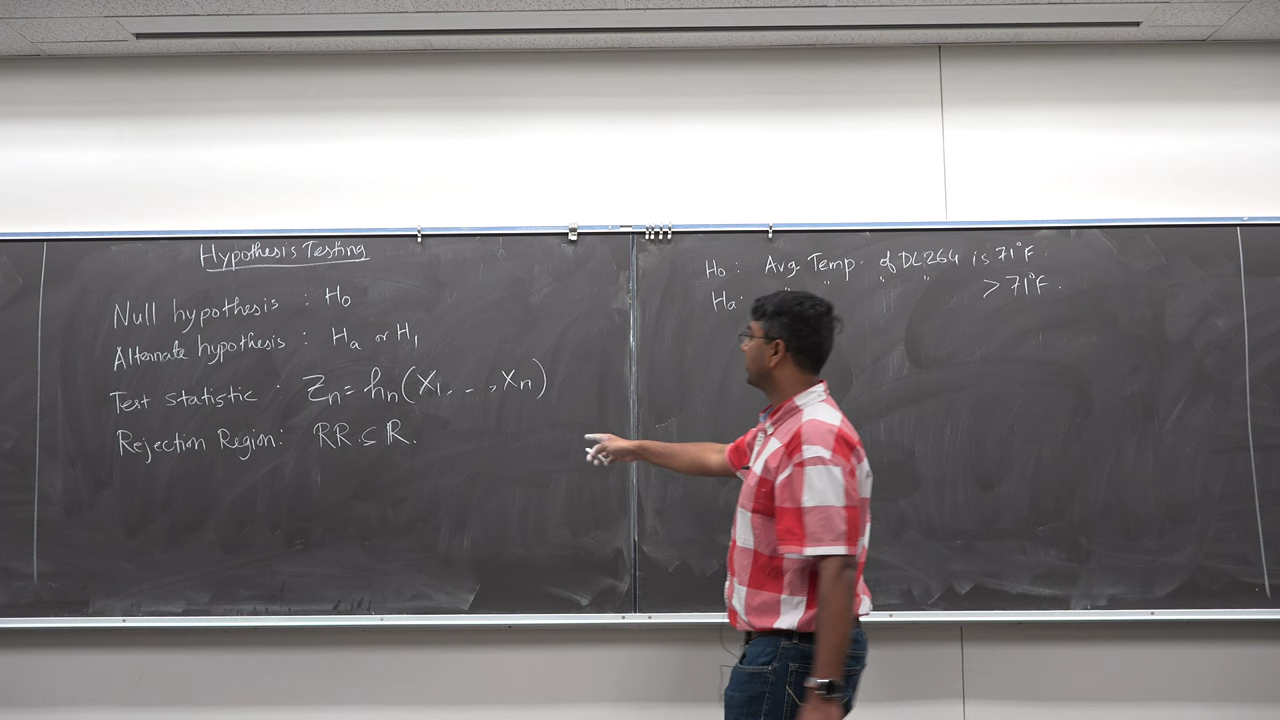 Hypothesis Testing
Null hypothesis : H₀
Alternate hypothesis : Hₐ or H₁
Test statistic : Zₙ = hₙ(X₁, .. , Xₙ)
Rejection Region: RR ⊆ ℝ.
H₀ : Avg. Temp. of DL264 is 71°F.
Hₐ: " " " " > 71°F.